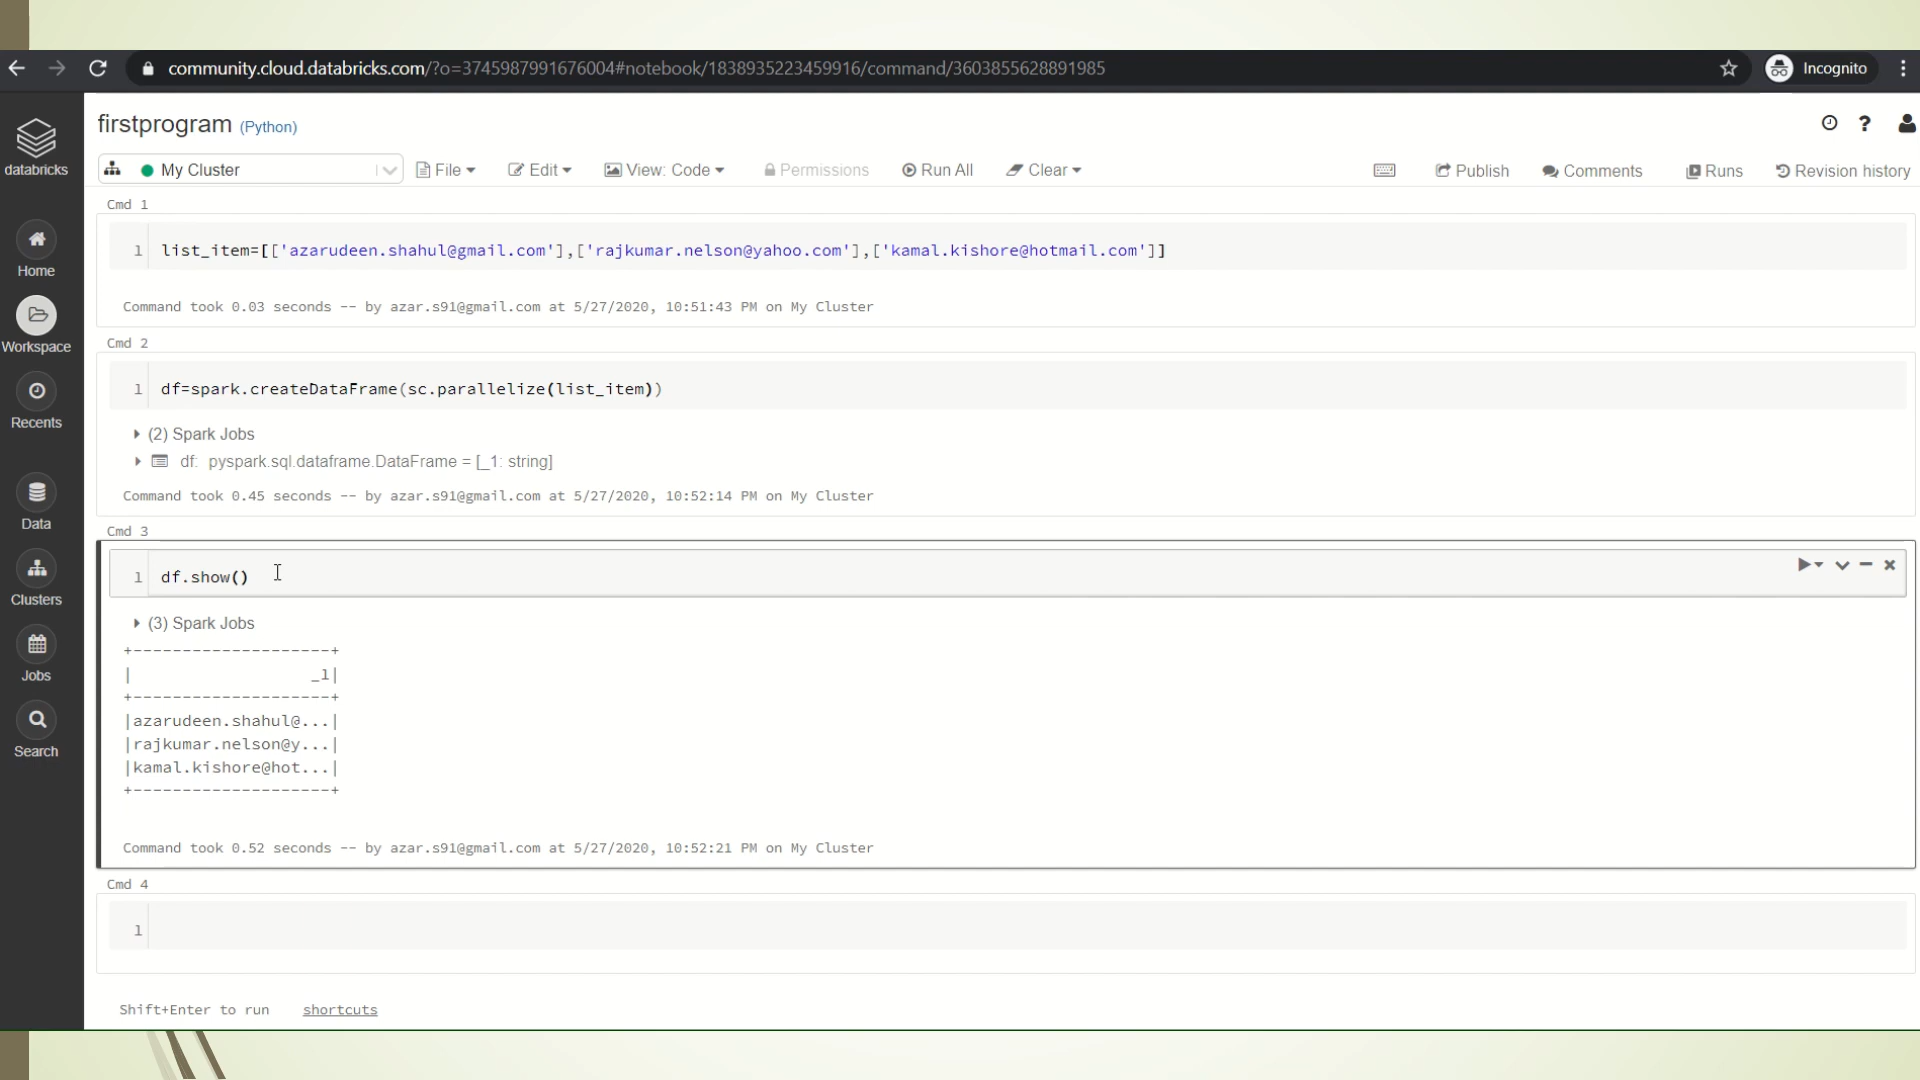 community.cloud.databricks.com/?o=3745987991676004#notebook/1838935223459916/command/3603855628891985
Incognito
databricks
firstprogram (Python)
My Cluster File Edit View: Code Permissions Run All Clear Publish Comments Runs Revision history
Home
Workspace
Recents
Data
Clusters
Jobs
Search
Cmd 1
1 list_item=[['azarudeen.shahul@gmail.com'],['rajkumar.nelson@yahoo.com'],['kamal.kishore@hotmail.com']]
Command took 0.03 seconds -- by azar.s91@gmail.com at 5/27/2020, 10:51:43 PM on My Cluster
Cmd 2
1 df=spark.createDataFrame(sc.parallelize(list_item))
(2) Spark Jobs
df: pyspark.sql.dataframe.DataFrame = [_1: string]
Command took 0.45 seconds -- by azar.s91@gmail.com at 5/27/2020, 10:52:14 PM on My Cluster
Cmd 3
1 df.show()
(3) Spark Jobs
+--------------------+
|                  _1|
+--------------------+
|azarudeen.shahul@...|
|rajkumar.nelson@y...|
|kamal.kishore@hot...|
+--------------------+
Command took 0.52 seconds -- by azar.s91@gmail.com at 5/27/2020, 10:52:21 PM on My Cluster
Cmd 4
1
Shift+Enter to run shortcuts